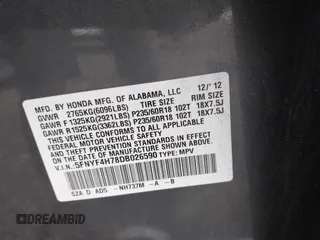 MFD. BY HONDA MFG. OF ALABAMA, LLC 12/'12
GVWR 2765KG(6096LBS) TIRE SIZE RIM SIZE
GAWR F 1325KG(2921LBS) P235/60R18 102T 18X7.5J
GAWR R 1525KG(3362LBS) P235/60R18 102T 18X7.5J
THIS VEHICLE CONFORMS TO ALL APPLICABLE
FEDERAL MOTOR VEHICLE SAFETY AND THEFT
PREVENTION STANDARDS IN EFFECT ON THE DATE
OF MANUFACTURE SHOWN ABOVE.
V.I.N.: 5FNYF4H78DB026590 TYPE: MPV
SZA D AD5 NH737M - A - B
DREAMBID